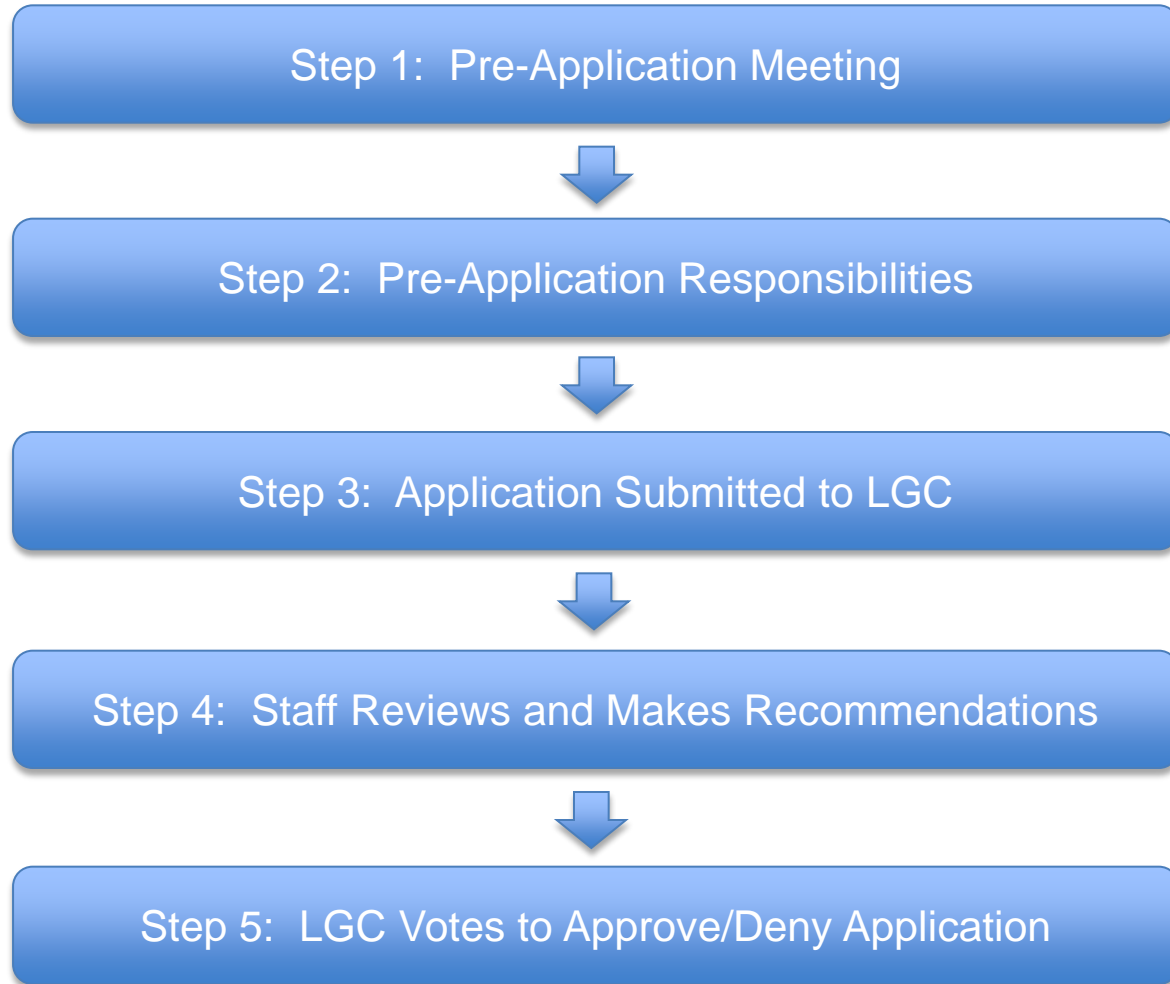 Step 1:  Pre-Application Meeting
Step 2:  Pre-Application Responsibilities
Step 3:  Application Submitted to LGC
Step 4:  Staff Reviews and Makes Recommendations
Step 5:  LGC Votes to Approve/Deny Application